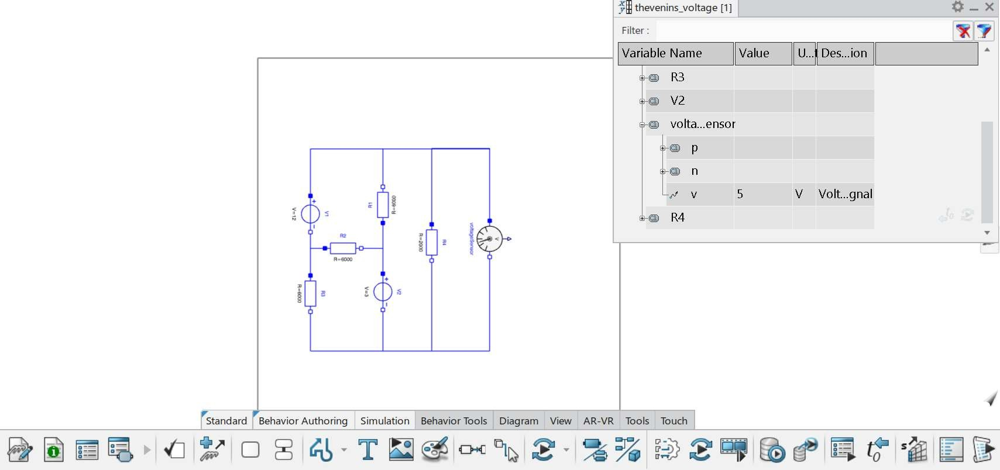 thevenins_voltage [1]
Filter :
Variable Name Value U...t Des...ion
R3
V2
volta...ensor
p
n
v 5 V Volt...gnal
R4
V1
V=12
R1
R=6000
R2
R=6000
R3
R=6000
V2
V=3
R4
R=2000
voltageSensor
V
Standard Behavior Authoring Simulation Behavior Tools Diagram View AR-VR Tools Touch